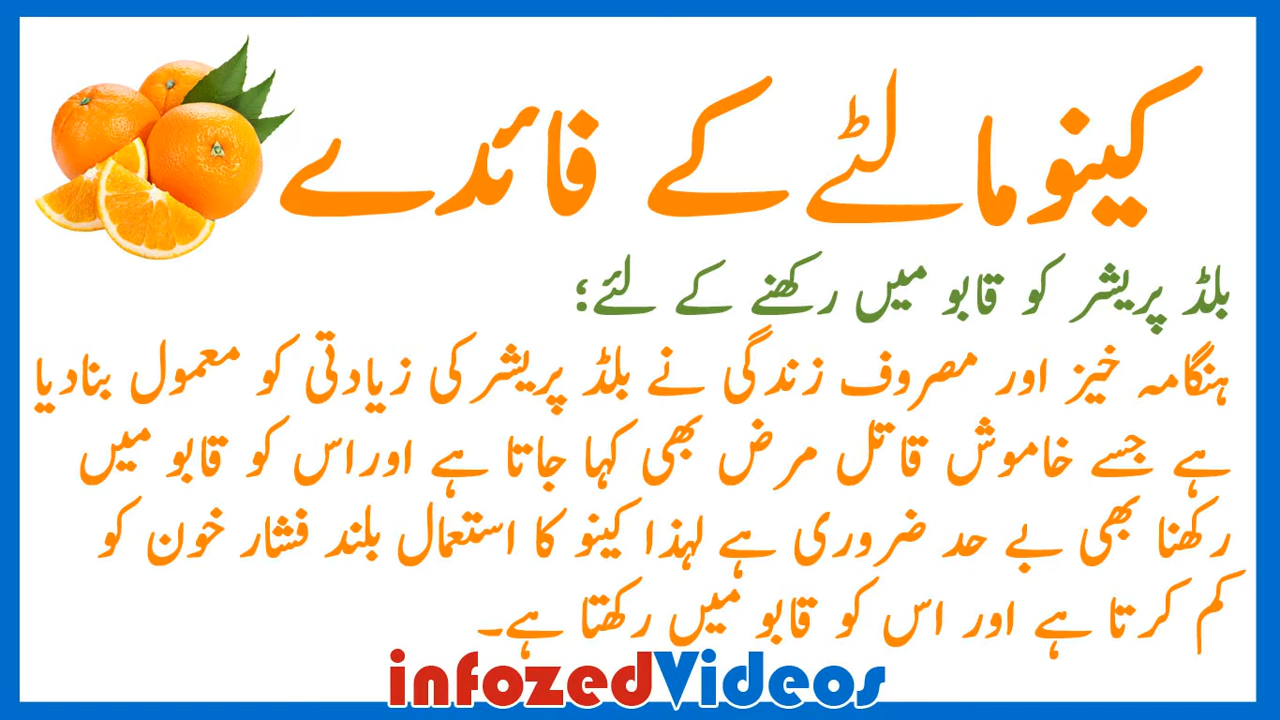 کینو مالٹے کے فائدے
بلڈ پریشر کو قابو میں رکھنے کے لئے؛
ہنگامہ خیز اور مصروف زندگی نے بلڈ پریشر کی زیادتی کو معمول بنادیا
ہے جسے خاموش قاتل مرض بھی کہا جاتا ہے اور اس کو قابو میں
رکھنا بھی بے حد ضروری ہے لہذا کینو کا استعمال بلند فشار خون کو
کم کرتا ہے اور اس کو قابو میں رکھتا ہے۔
infozedVideos